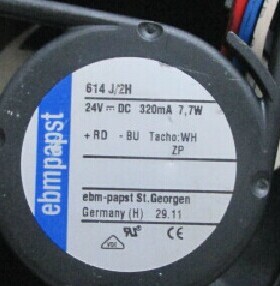 ebmpapst
614 J/2H
24V ⎓ DC 320mA 7,7W
+ RD - BU Tacho:WH
ZP
ebm-papst St.Georgen
Germany (H) 29.11
VDE CE